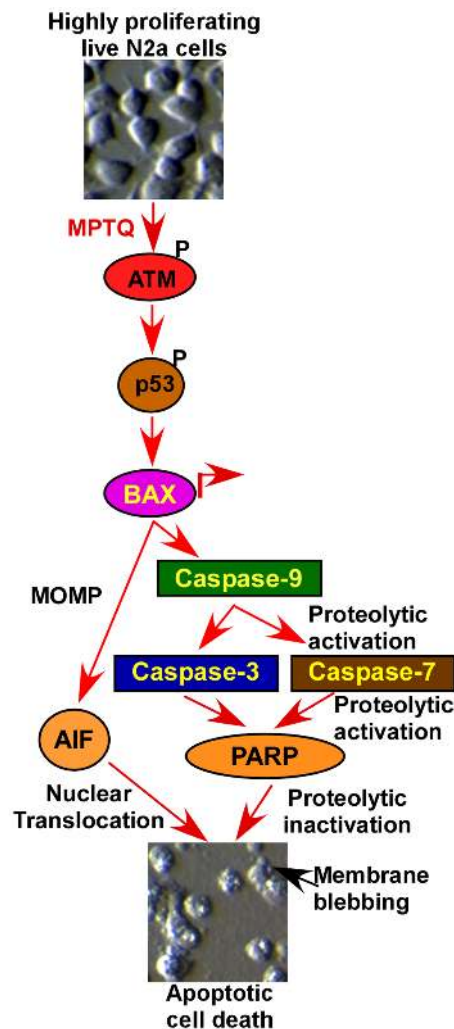 Highly proliferating
live N2a cells
MPTQ
P
ATM
P
p53
BAX
Caspase-9
MOMP
Proteolytic
activation
Caspase-3
Caspase-7
Proteolytic
activation
AIF
PARP
Nuclear
Translocation
Proteolytic
inactivation
Membrane
blebbing
Apoptotic
cell death